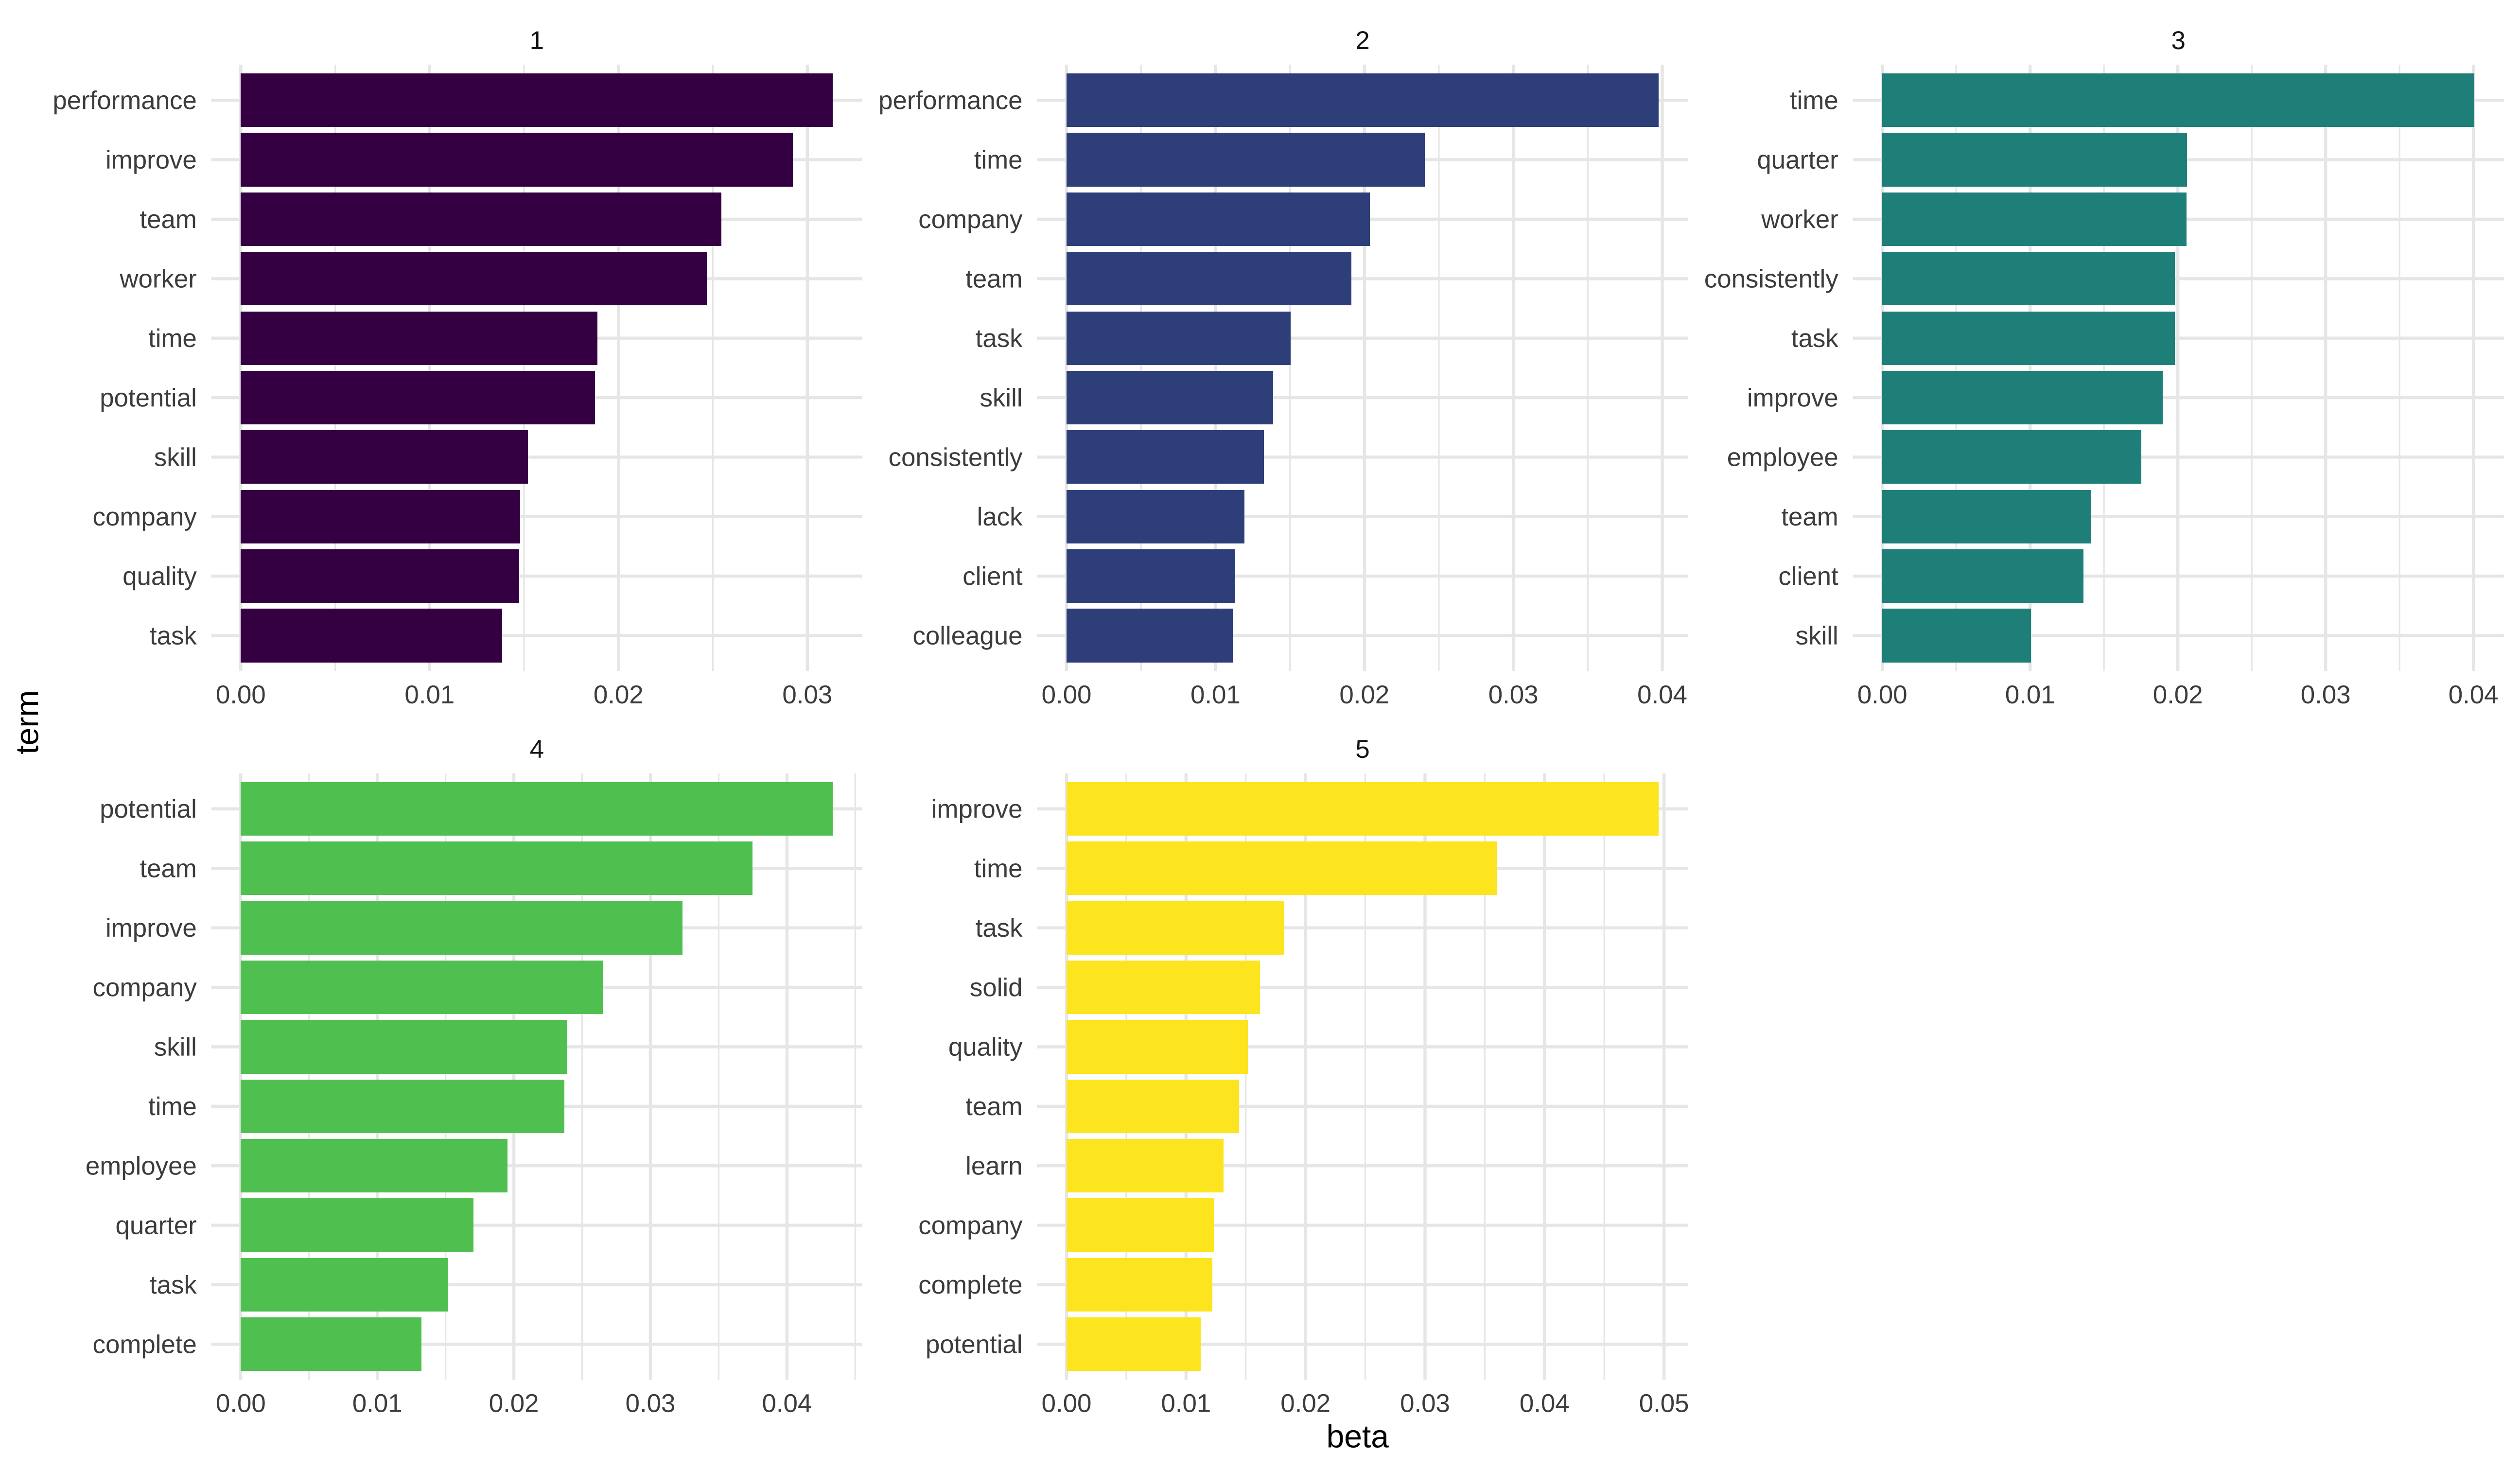 1
performance
improve
team
worker
time
potential
skill
company
quality
task
0.00 0.01 0.02 0.03
2
performance
time
company
team
task
skill
consistently
lack
client
colleague
0.00 0.01 0.02 0.03 0.04
3
time
quarter
worker
consistently
task
improve
employee
team
client
skill
0.00 0.01 0.02 0.03 0.04
term
4
potential
team
improve
company
skill
time
employee
quarter
task
complete
0.00 0.01 0.02 0.03 0.04
5
improve
time
task
solid
quality
team
learn
company
complete
potential
0.00 0.01 0.02 0.03 0.04 0.05
beta